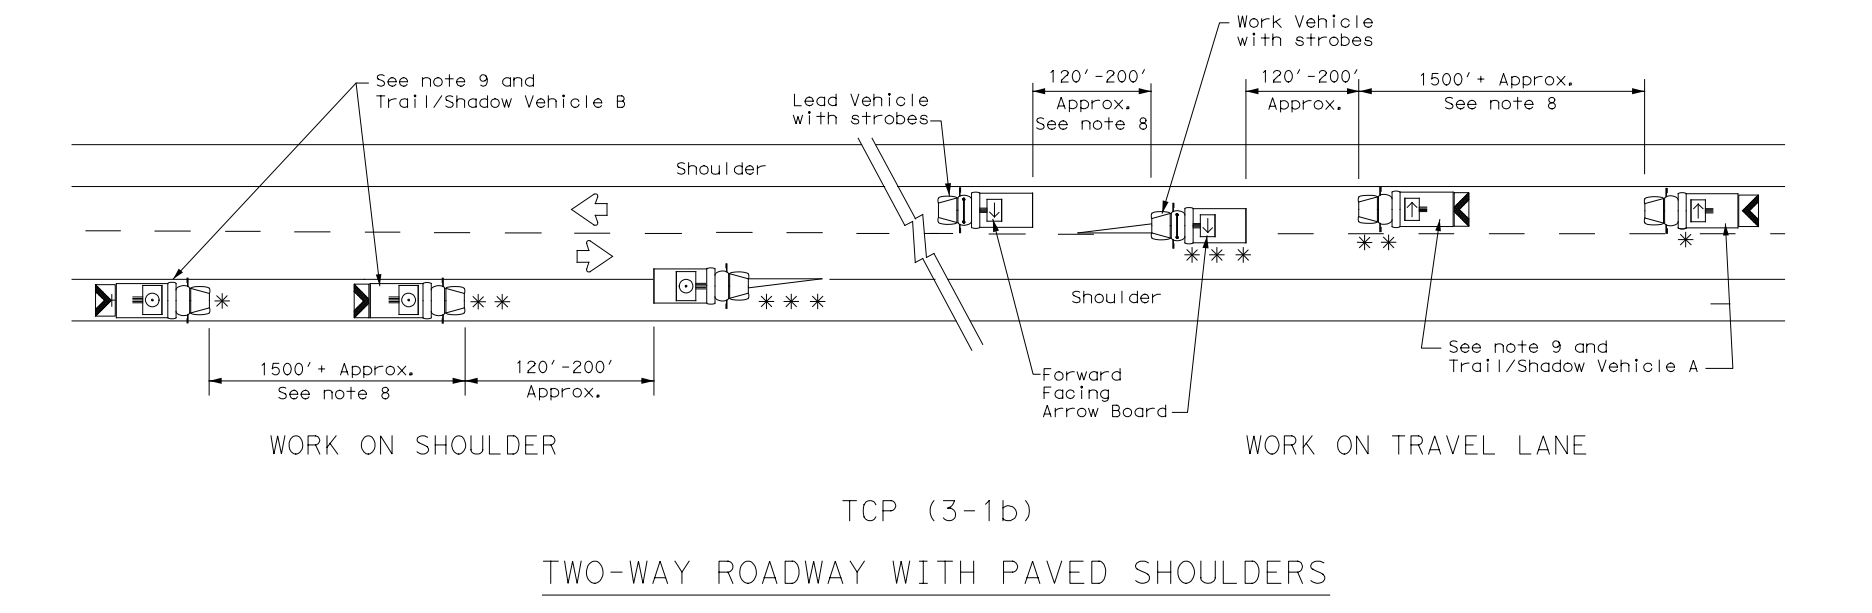 Work Vehicle
with strobes
See note 9 and
Trail/Shadow Vehicle B
Lead Vehicle
with strobes
120'-200'
Approx.
See note 8
120'-200'
Approx.
1500'+ Approx.
See note 8
Shoulder
Shoulder
1500'+ Approx.
See note 8
120'-200'
Approx.
Forward
Facing
Arrow Board
See note 9 and
Trail/Shadow Vehicle A
WORK ON SHOULDER
WORK ON TRAVEL LANE
TCP (3-1b)
TWO-WAY ROADWAY WITH PAVED SHOULDERS